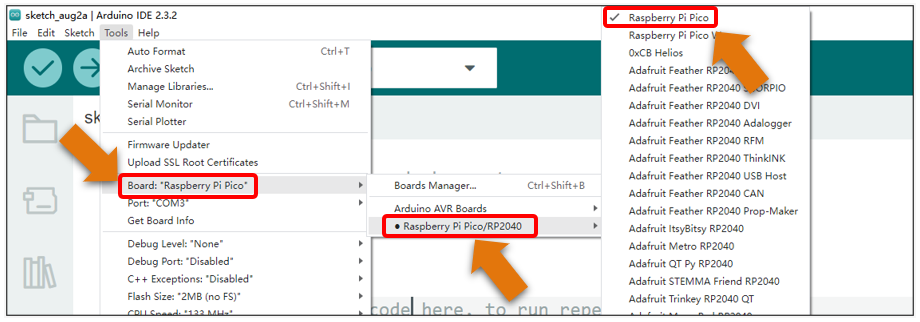 sketch_aug2a | Arduino IDE 2.3.2
File Edit Sketch Tools Help
Auto Format Ctrl+T
Archive Sketch
Manage Libraries... Ctrl+Shift+I
Serial Monitor Ctrl+Shift+M
Serial Plotter
Firmware Updater
Upload SSL Root Certificates
Board: "Raspberry Pi Pico"
Port: "COM3"
Get Board Info
Debug Level: "None"
Debug Port: "Disabled"
C++ Exceptions: "Disabled"
Flash Size: "2MB (no FS)"
CPU Speed: "133 MHz"
Boards Manager... Ctrl+Shift+B
Arduino AVR Boards
● Raspberry Pi Pico/RP2040
code here, to run repe
✓ Raspberry Pi Pico
Raspberry Pi Pico
0xCB Helios
Adafruit Feather RP2040
Adafruit Feather RP2040 SCORPIO
Adafruit Feather RP2040 DVI
Adafruit Feather RP2040 Adalogger
Adafruit Feather RP2040 RFM
Adafruit Feather RP2040 ThinkINK
Adafruit Feather RP2040 USB Host
Adafruit Feather RP2040 CAN
Adafruit Feather RP2040 Prop-Maker
Adafruit ItsyBitsy RP2040
Adafruit Metro RP2040
Adafruit QT Py RP2040
Adafruit STEMMA Friend RP2040
Adafruit Trinkey RP2040 QT